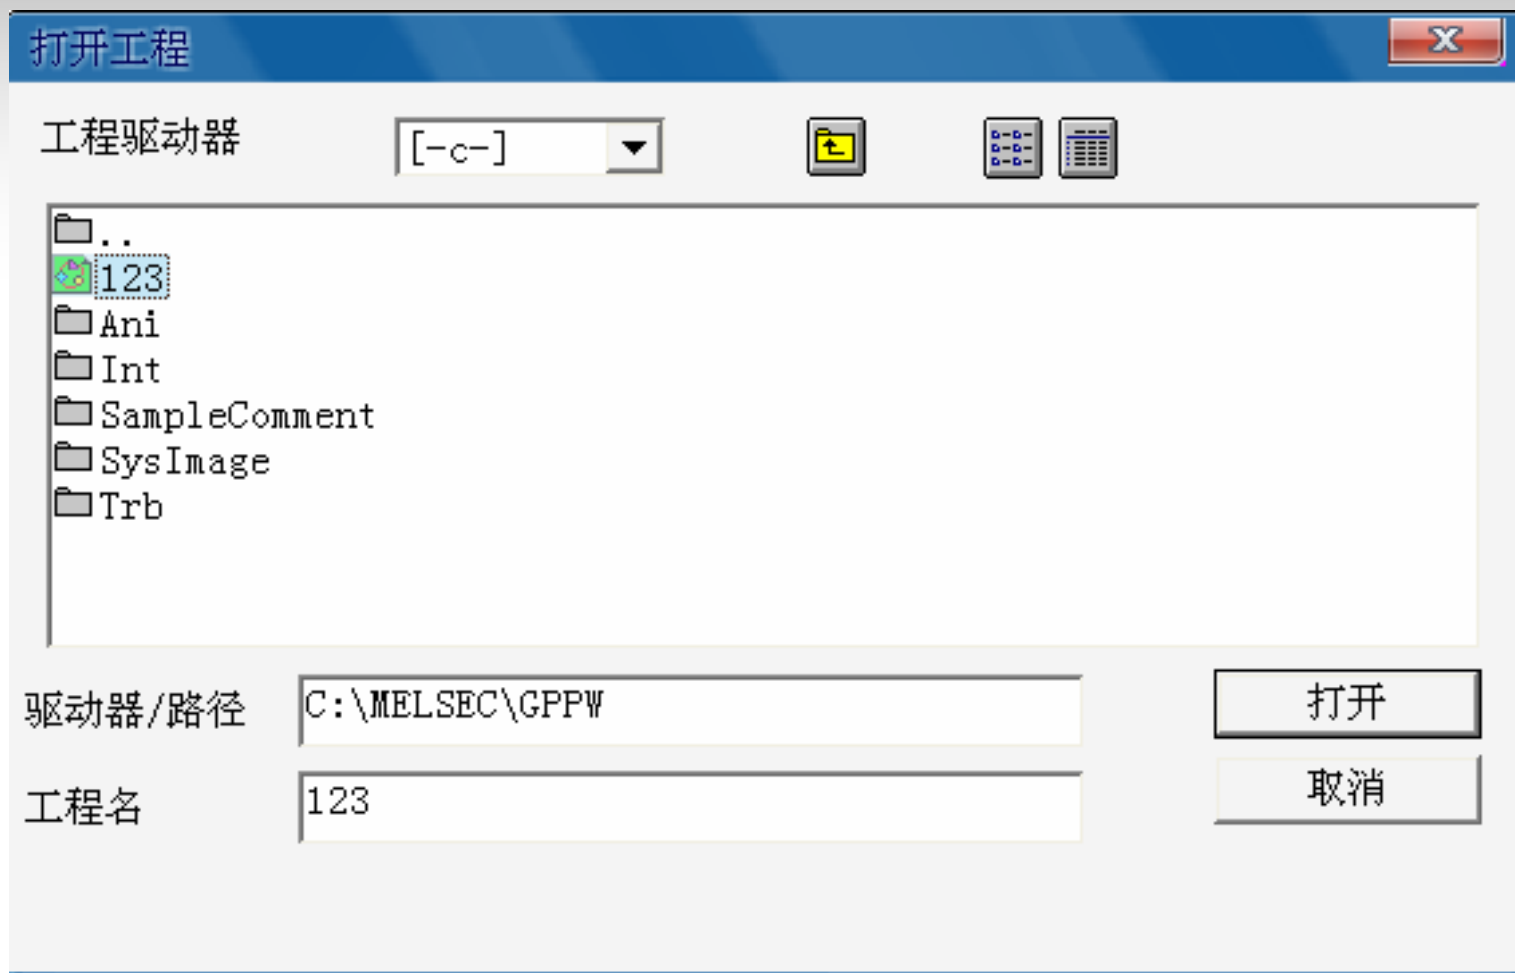 打开工程
工程驱动器 [-c-]
..
123
Ani
Int
SampleComment
SysImage
Trb
驱动器/路径 C:\MELSEC\GPPW 打开
工程名 123 取消